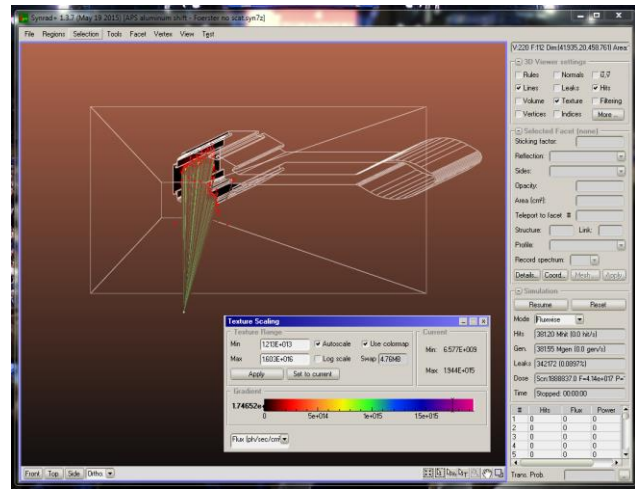 Synrad+ 1.3.7 (May 19 2015) [APS aluminum shift - Foerster no scat.syn7z]
File Regions Selection Tools Facet Vertex View Test
V:220 F:112 Dim:(41.935,20,458.761) Area:
3D Viewer settings
Rules Normals
Lines Leaks Hits
Volume Texture Filtering
Vertices Indices More ...
Selected Facet (none)
Sticking factor:
Reflection:
Sides:
Opacity:
Area (cm²):
Teleport to facet #
Structure: Link:
Profile:
Record spectrum:
Details... Coord... Mesh... Apply
Simulation
Resume Reset
Mode Fluxwise
Hits 381.20 Mhit (0.0 hit/s)
Gen. 381.95 Mgen (0.0 gen/s)
Leaks 342172 (0.0897%)
Dose
Time Stopped: 00:00:00
# Hits Flux Power
1 0 0 0
2 0 0 0
3 0 0 0
4 0 0 0
5 0 0 0
Trans. Prob.
Texture Scaling
Texture Range Current
Min 1.213E+013 Autoscale Use colormap
Min: 6.577E+009
Max 1.603E+016 Log scale Swap 4.76MB
Max: 1.944E+015
Apply Set to current
Gradient
1.74652e+
0 5e+014 1e+015 1.5e+015
Flux (ph/sec/cm²)
Front Top Side Ortho